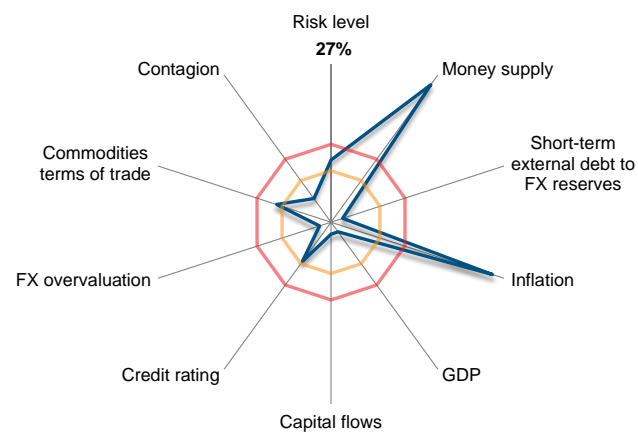 Risk level
27%
Money supply
Short-term
external debt to
FX reserves
Inflation
GDP
Capital flows
Credit rating
FX overvaluation
Commodities
terms of trade
Contagion